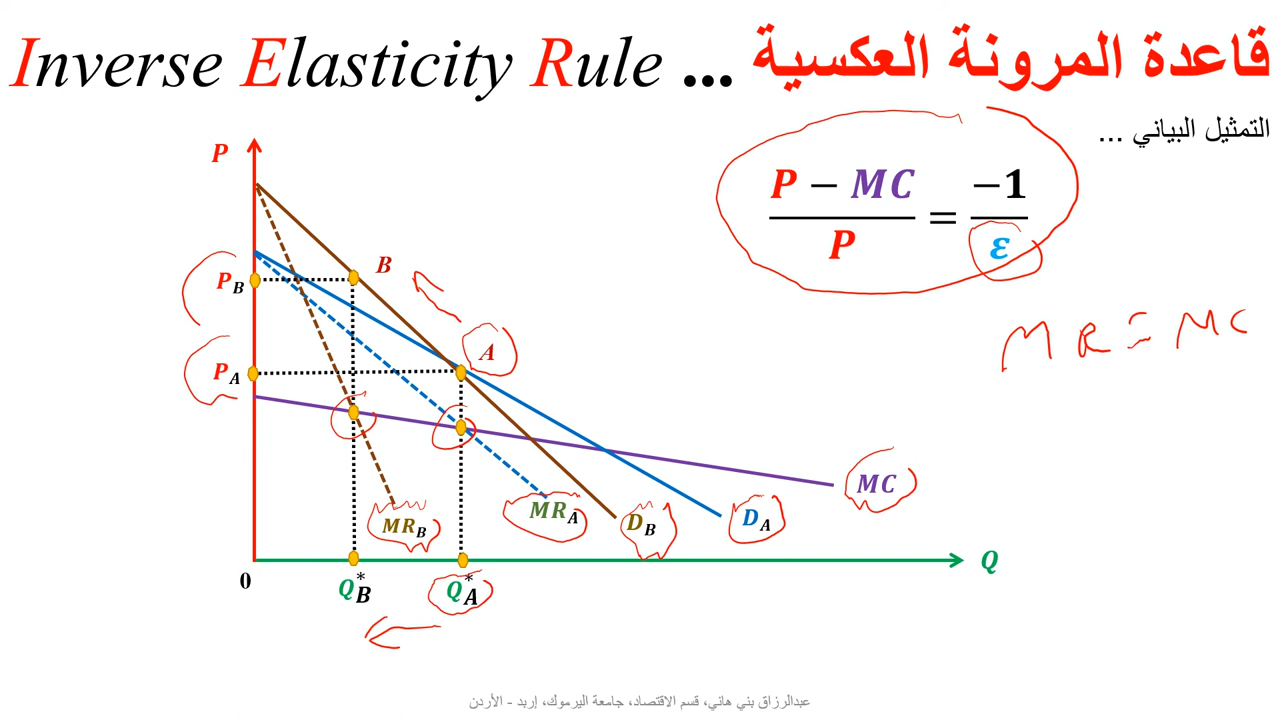 Inverse Elasticity Rule ... قاعدة المرونة العكسية
التمثيل البياني ...
P − MC / P = −1 / ε
MR = MC
P
B
P_B
A
P_A
MC
MR_B
MR_A
D_B
D_A
0
Q
Q*_B
Q*_A
عبدالرزاق بني هاني، قسم الاقتصاد، جامعة اليرموك، إربد - الأردن